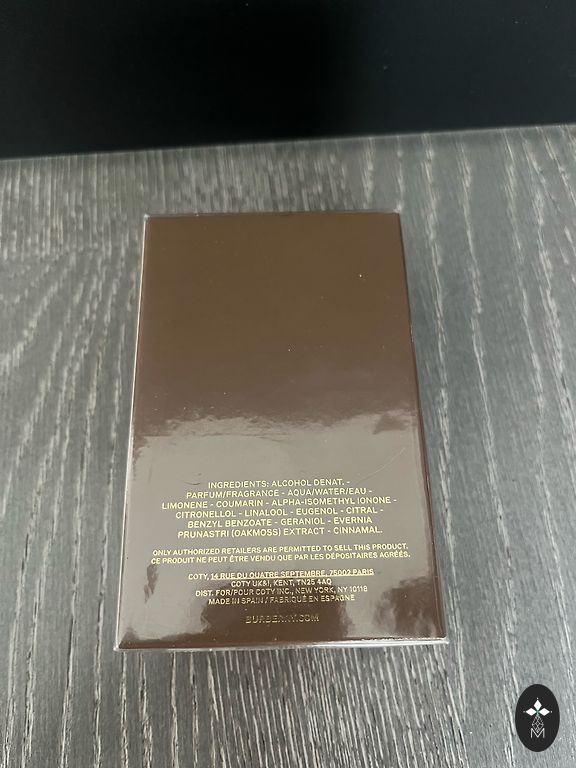 INGREDIENTS: ALCOHOL DENAT. -
PARFUM/FRAGRANCE - AQUA/WATER/EAU -
LIMONENE - COUMARIN - ALPHA-ISOMETHYL IONONE -
CITRONELLOL - LINALOOL - EUGENOL - CITRAL -
BENZYL BENZOATE - GERANIOL - EVERNIA
PRUNASTRI (OAKMOSS) EXTRACT - CINNAMAL.
ONLY AUTHORIZED RETAILERS ARE PERMITTED TO SELL THIS PRODUCT.
CE PRODUIT NE PEUT ÊTRE VENDU QUE PAR LES DÉPOSITAIRES AGRÉÉS.
COTY, 14 RUE DU QUATRE SEPTEMBRE, 75002 PARIS
COTY UKSI, KENT, TN25 4AQ
DIST. FOR/POUR COTY INC., NEW YORK, NY 10118
MADE IN SPAIN / FABRIQUÉ EN ESPAGNE
BURBERRY.COM
M